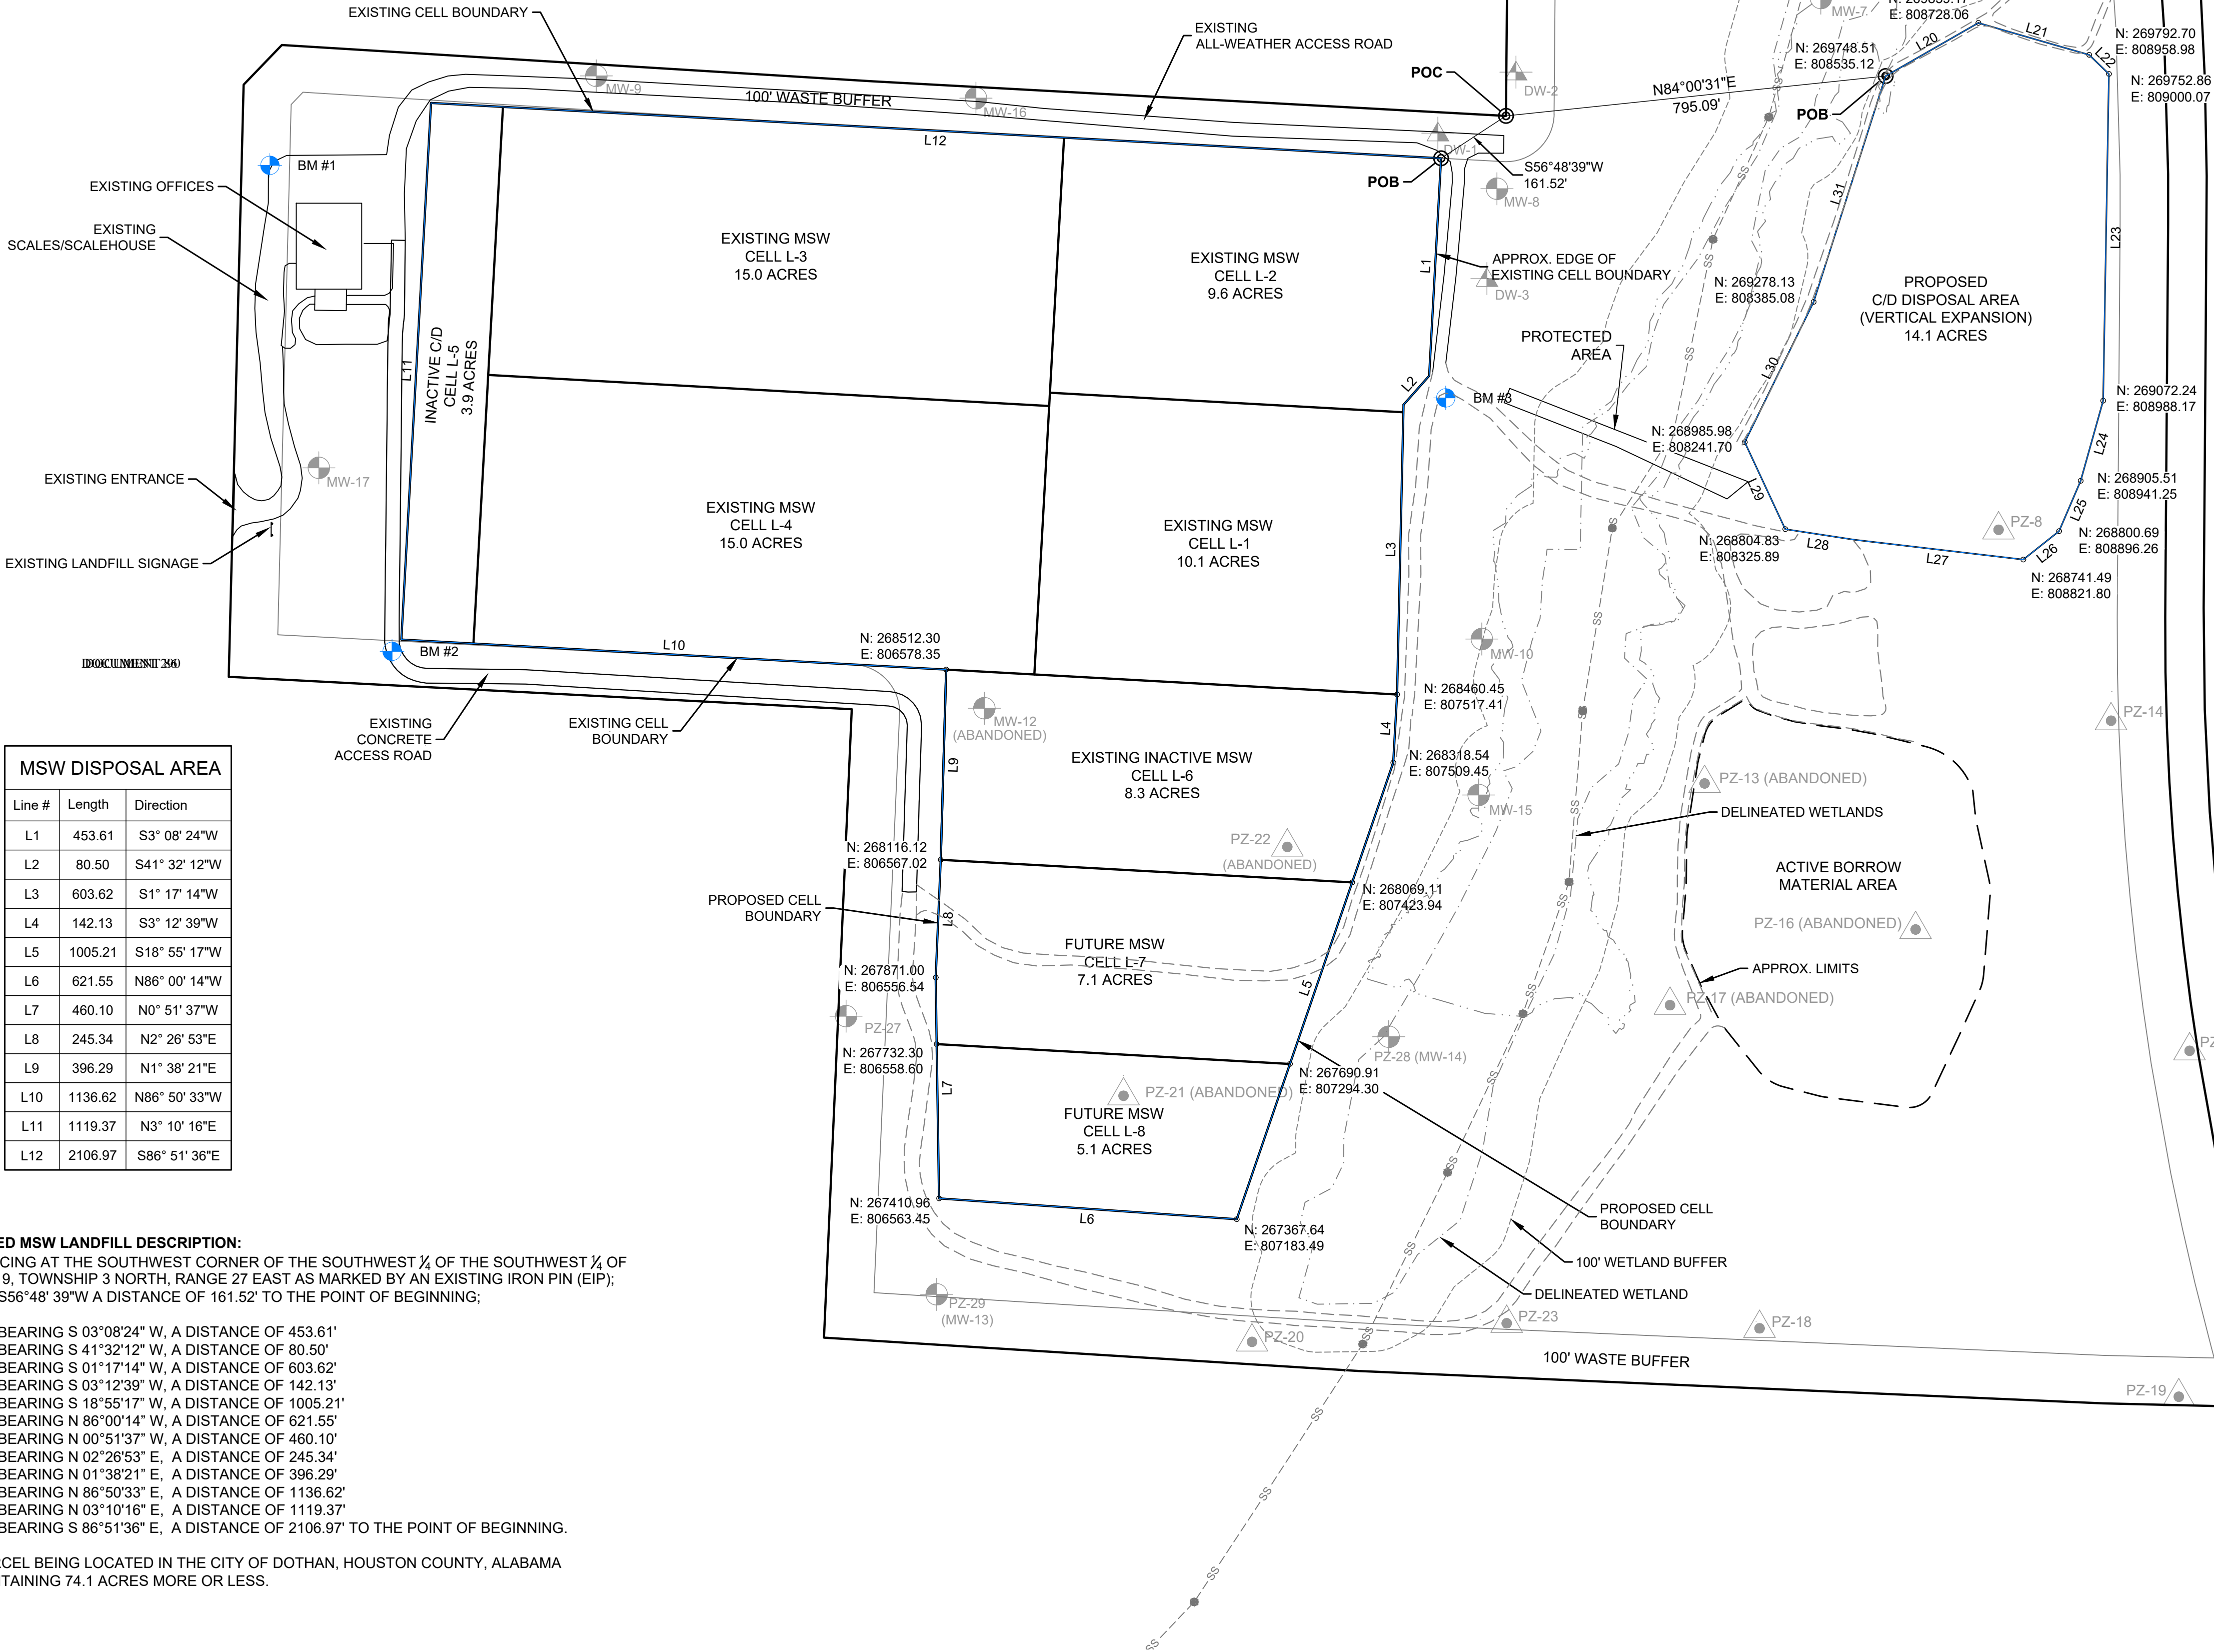 EXISTING CELL BOUNDARY
EXISTING
ALL-WEATHER ACCESS ROAD
MW-7
E: 808728.06
L21
L20
L22
N: 269792.70
E: 808958.98
N: 269752.86
E: 809000.07
N: 269748.51
E: 808535.12
POC
DW-2
N84°00'31"E
795.09'
POB
MW-9
100' WASTE BUFFER
MW-16
L12
DW-1
POB
S56°48'39"W
161.52'
MW-8
BM #1
EXISTING OFFICES
EXISTING
SCALES/SCALEHOUSE
EXISTING MSW
CELL L-3
15.0 ACRES
EXISTING MSW
CELL L-2
9.6 ACRES
L1
APPROX. EDGE OF
EXISTING CELL BOUNDARY
DW-3
L31
L23
N: 269278.13
E: 808385.08
PROPOSED
C/D DISPOSAL AREA
(VERTICAL EXPANSION)
14.1 ACRES
PROTECTED
AREA
L11
INACTIVE C/D
CELL L-5
3.9 ACRES
L2
L30
BM #3
N: 269072.24
E: 808988.17
N: 268985.98
E: 808241.70
L24
MW-17
EXISTING ENTRANCE
L29
N: 268905.51
E: 808941.25
L25
EXISTING MSW
CELL L-4
15.0 ACRES
EXISTING MSW
CELL L-1
10.1 ACRES
L3
PZ-8
N: 268804.83
E: 808325.89
L28
L27
L26
N: 268800.69
E: 808896.26
EXISTING LANDFILL SIGNAGE
N: 268741.49
E: 808821.80
L10
N: 268512.30
E: 806578.35
BM #2
MW-10
N: 268460.45
E: 807517.41
EXISTING
CONCRETE
ACCESS ROAD
EXISTING CELL
BOUNDARY
MW-12
(ABANDONED)
L4
PZ-14
L9
EXISTING INACTIVE MSW
CELL L-6
8.3 ACRES
N: 268318.54
E: 807509.45
PZ-13 (ABANDONED)
MW-15
DELINEATED WETLANDS
PZ-22
(ABANDONED)
N: 268116.12
E: 806567.02
ACTIVE BORROW
MATERIAL AREA
N: 268069.11
E: 807423.94
PROPOSED CELL
BOUNDARY
L8
PZ-16 (ABANDONED)
FUTURE MSW
CELL L-7
7.1 ACRES
APPROX. LIMITS
N: 267871.00
E: 806556.54
L5
PZ-17 (ABANDONED)
PZ-27
PZ-28 (MW-14)
N: 267732.30
E: 806558.60
N: 267690.91
E: 807294.30
L7
PZ-21 (ABANDONED)
FUTURE MSW
CELL L-8
5.1 ACRES
N: 267410.96
E: 806563.45
L6
N: 267367.64
E: 807183.49
PROPOSED CELL
BOUNDARY
100' WETLAND BUFFER
DELINEATED WETLAND
PZ-29
(MW-13)
PZ-20
PZ-23
PZ-18
100' WASTE BUFFER
PZ-19
SS SS SS SS SS SS SS SS SS SS SS SS SS SS SS
MSW DISPOSAL AREA
Line # Length Direction
L1 453.61 S3° 08' 24"W
L2 80.50 S41° 32' 12"W
L3 603.62 S1° 17' 14"W
L4 142.13 S3° 12' 39"W
L5 1005.21 S18° 55' 17"W
L6 621.55 N86° 00' 14"W
L7 460.10 N0° 51' 37"W
L8 245.34 N2° 26' 53"E
L9 396.29 N1° 38' 21"E
L10 1136.62 N86° 50' 33"W
L11 1119.37 N3° 10' 16"E
L12 2106.97 S86° 51' 36"E
ED MSW LANDFILL DESCRIPTION:
CING AT THE SOUTHWEST CORNER OF THE SOUTHWEST ¼ OF THE SOUTHWEST ¼ OF
9, TOWNSHIP 3 NORTH, RANGE 27 EAST AS MARKED BY AN EXISTING IRON PIN (EIP);
S56°48' 39"W A DISTANCE OF 161.52' TO THE POINT OF BEGINNING;
BEARING S 03°08'24" W, A DISTANCE OF 453.61'
BEARING S 41°32'12" W, A DISTANCE OF 80.50'
BEARING S 01°17'14" W, A DISTANCE OF 603.62'
BEARING S 03°12'39” W, A DISTANCE OF 142.13'
BEARING S 18°55'17” W, A DISTANCE OF 1005.21'
BEARING N 86°00'14” W, A DISTANCE OF 621.55'
BEARING N 00°51'37” W, A DISTANCE OF 460.10'
BEARING N 02°26'53” E, A DISTANCE OF 245.34'
BEARING N 01°38'21” E, A DISTANCE OF 396.29'
BEARING N 86°50'33” E, A DISTANCE OF 1136.62'
BEARING N 03°10'16" E, A DISTANCE OF 1119.37'
BEARING S 86°51'36" E, A DISTANCE OF 2106.97' TO THE POINT OF BEGINNING.
RCEL BEING LOCATED IN THE CITY OF DOTHAN, HOUSTON COUNTY, ALABAMA
NTAINING 74.1 ACRES MORE OR LESS.